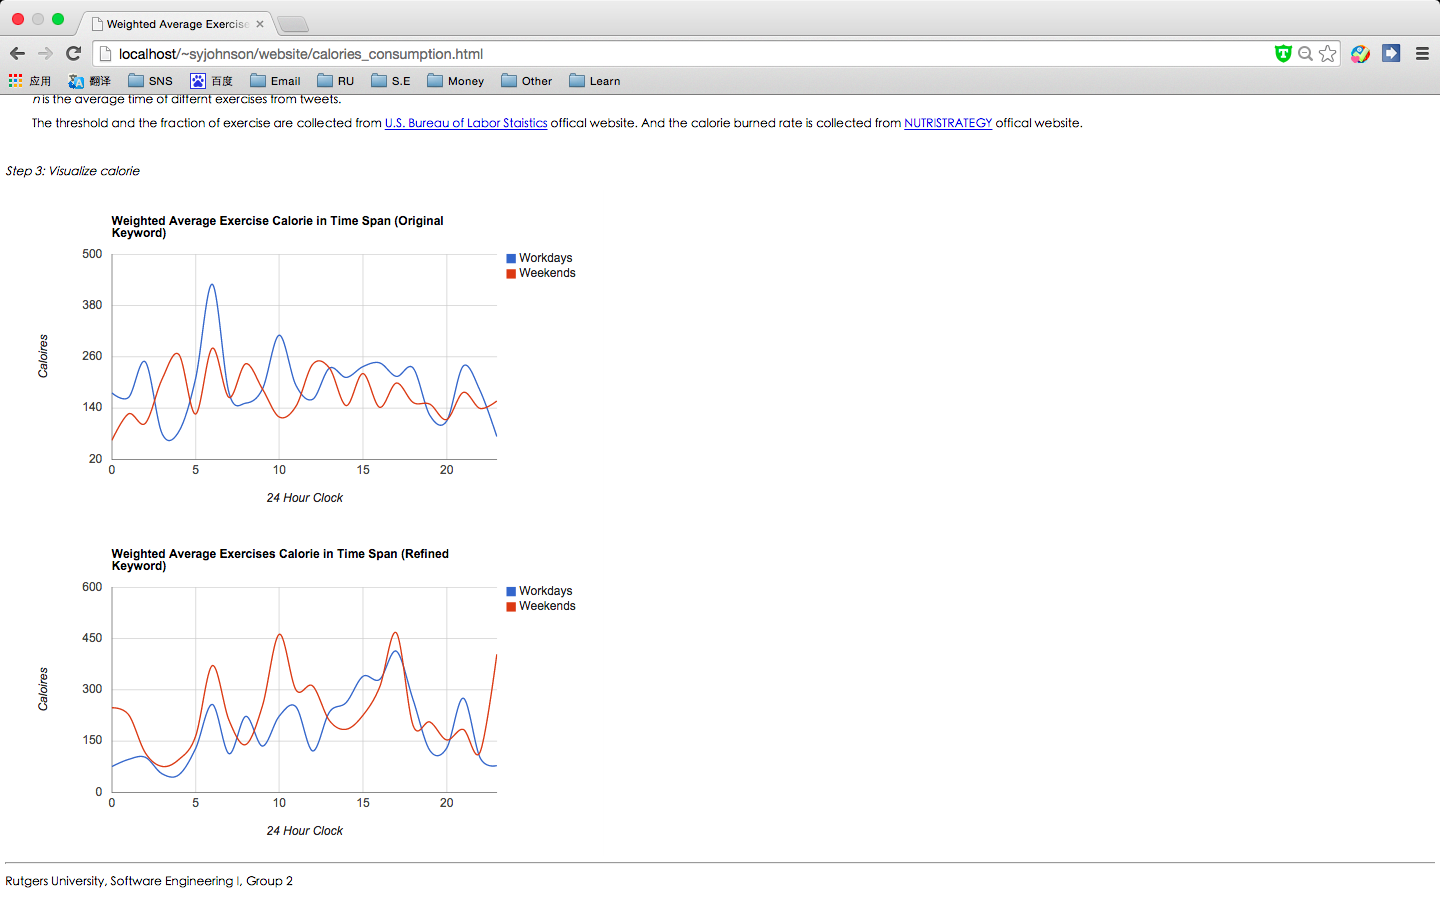 Weighted Average Exercise
localhost/~syjohnson/website/calories_consumption.html
应用 翻译 SNS 百度 Email RU S.E Money Other Learn
n is the average time of differnt exercises from tweets.
The threshold and the fraction of exercise are collected from U.S. Bureau of Labor Staistics offical website. And the calorie burned rate is collected from NUTRISTRATEGY offical website.
Step 3: Visualize calorie
Weighted Average Exercise Calorie in Time Span (Original
Keyword)
500
380
260
140
20
Caloires
0 5 10 15 20
24 Hour Clock
Workdays
Weekends
Weighted Average Exercises Calorie in Time Span (Refined
Keyword)
600
450
300
150
0
Caloires
0 5 10 15 20
24 Hour Clock
Workdays
Weekends
Rutgers University, Software Engineering I, Group 2